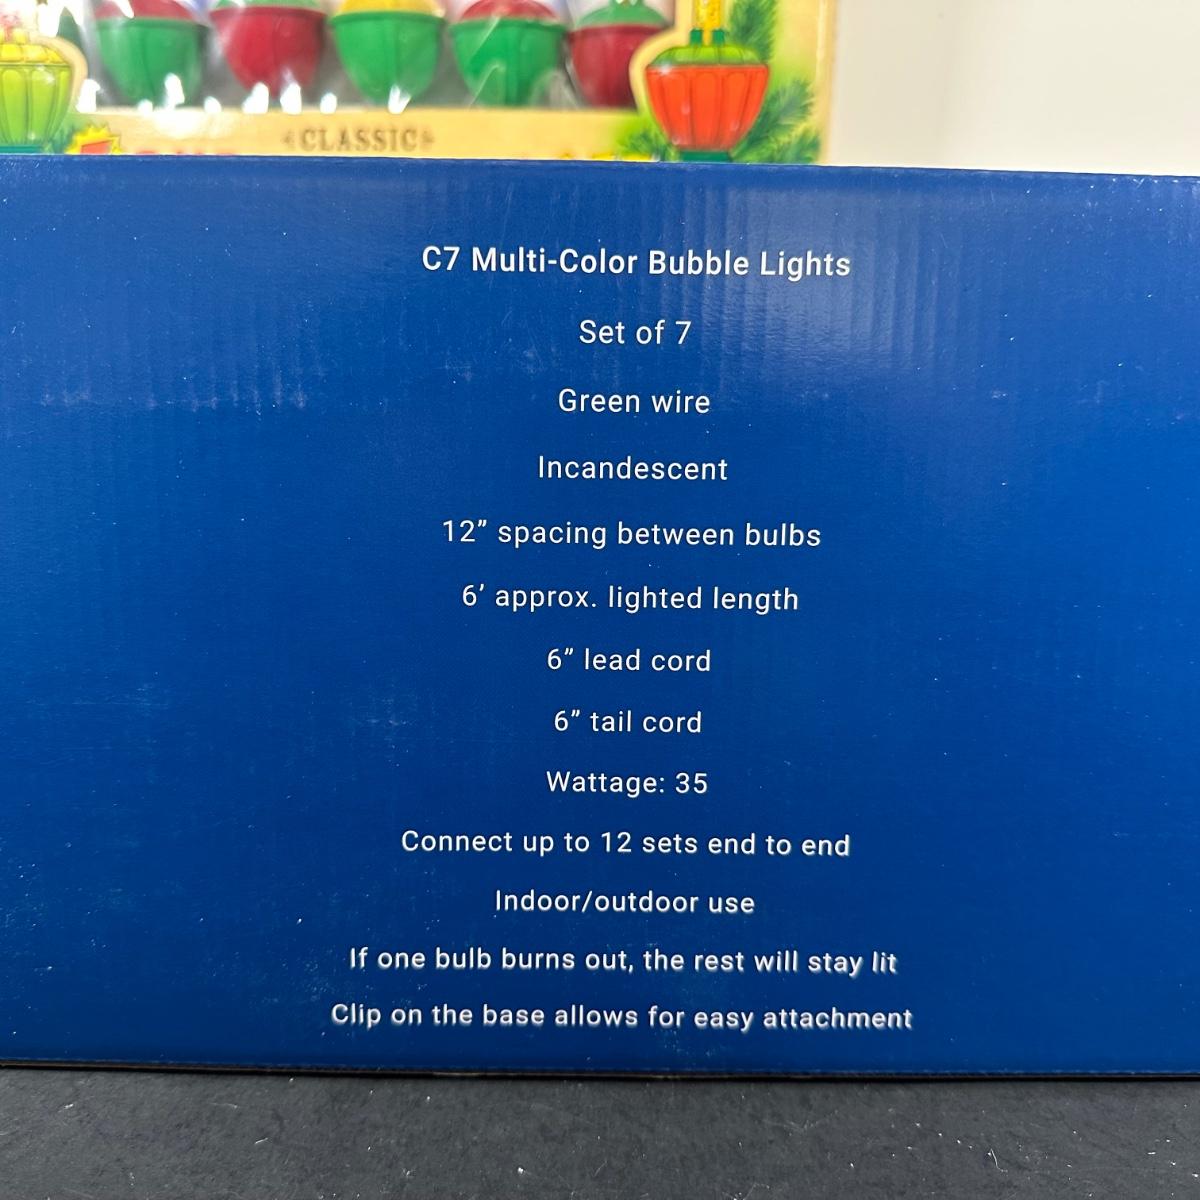 CLASSIC
C7 Multi-Color Bubble Lights
Set of 7
Green wire
Incandescent
12” spacing between bulbs
6’ approx. lighted length
6” lead cord
6” tail cord
Wattage: 35
Connect up to 12 sets end to end
Indoor/outdoor use
If one bulb burns out, the rest will stay lit
Clip on the base allows for easy attachment